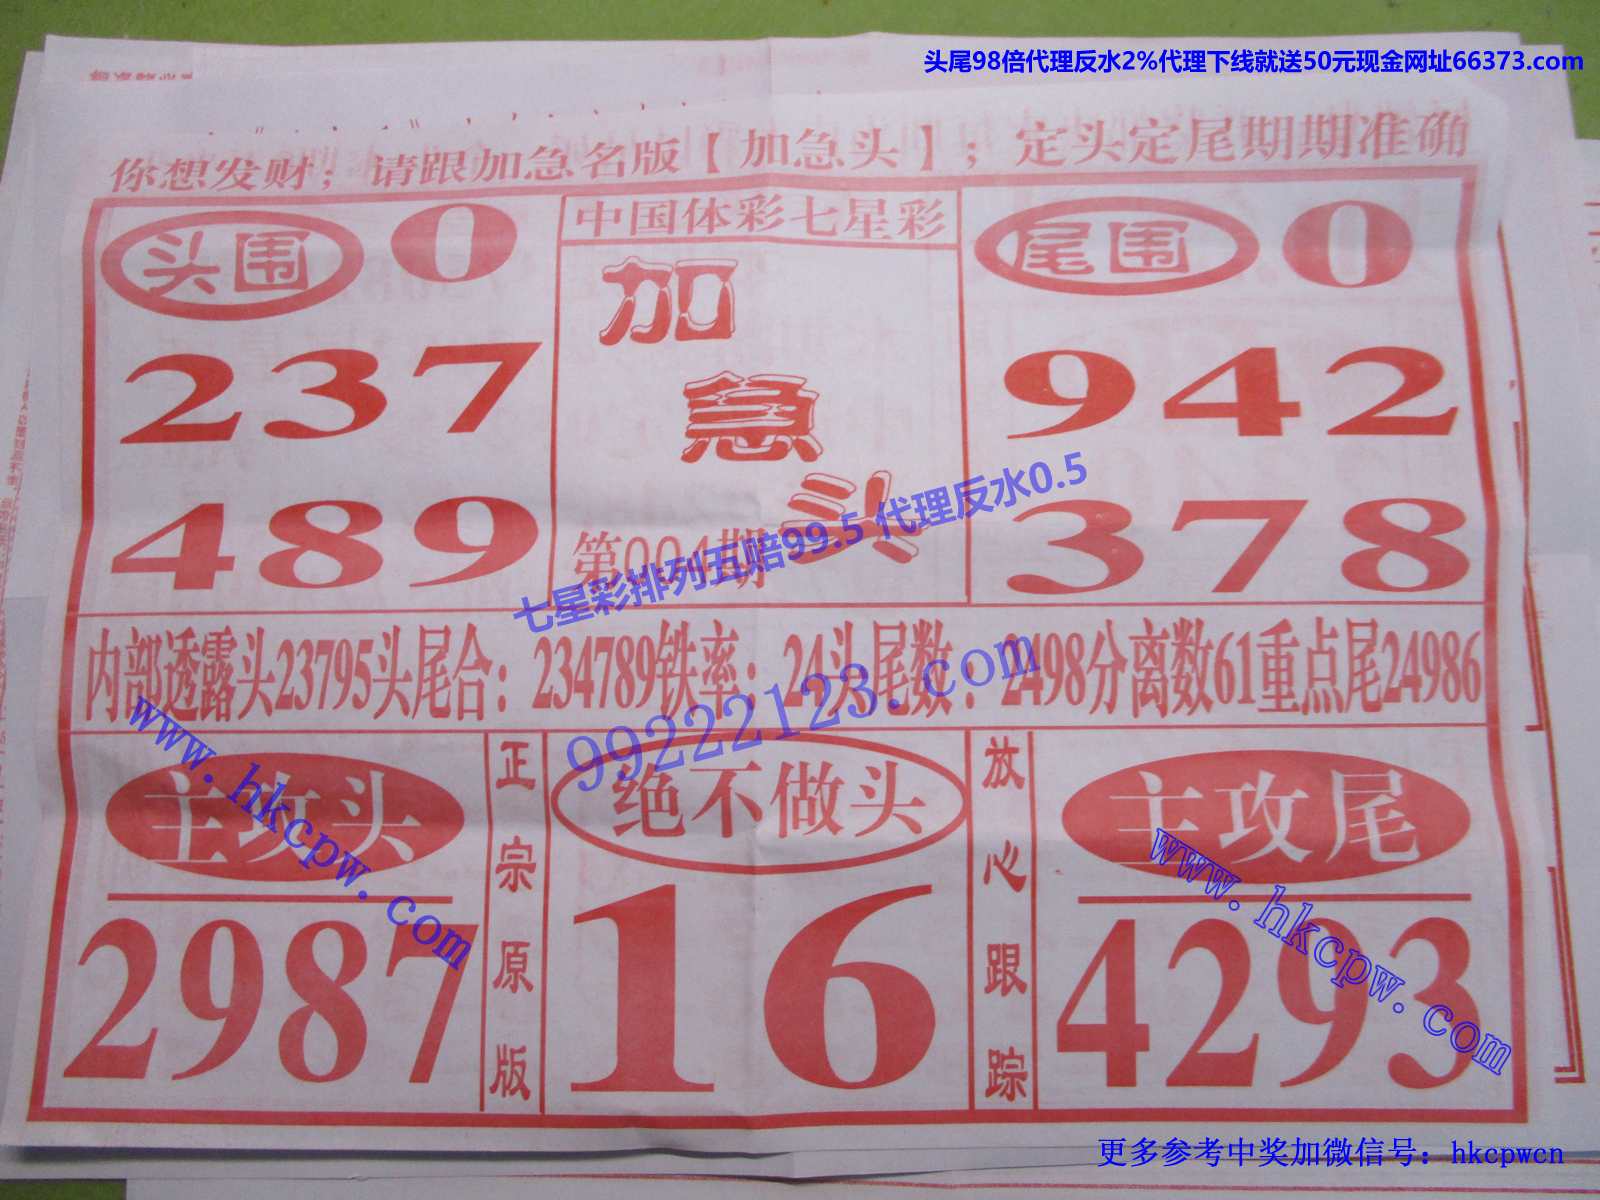 头尾98倍代理反水2%代理下线就送50元现金网址66373.com
你想发财；请跟加急名版【加急头】；定头定尾期期准确
头围 0
237
489
中国体彩七星彩
加
急
头
第004期
尾围 0
942
378
七星彩排列五赔99.5 代理反水0.5
内部透露头23795头尾合：234789铁率：24头尾数：2498分离数61重点尾24986
99222123.com
主攻头
2987
www.hkcpw.com
正宗原版
绝不做头
16
放心跟踪
主攻尾
4293
www.hkcpw.com
更多参考中奖加微信号：hkcpwcn